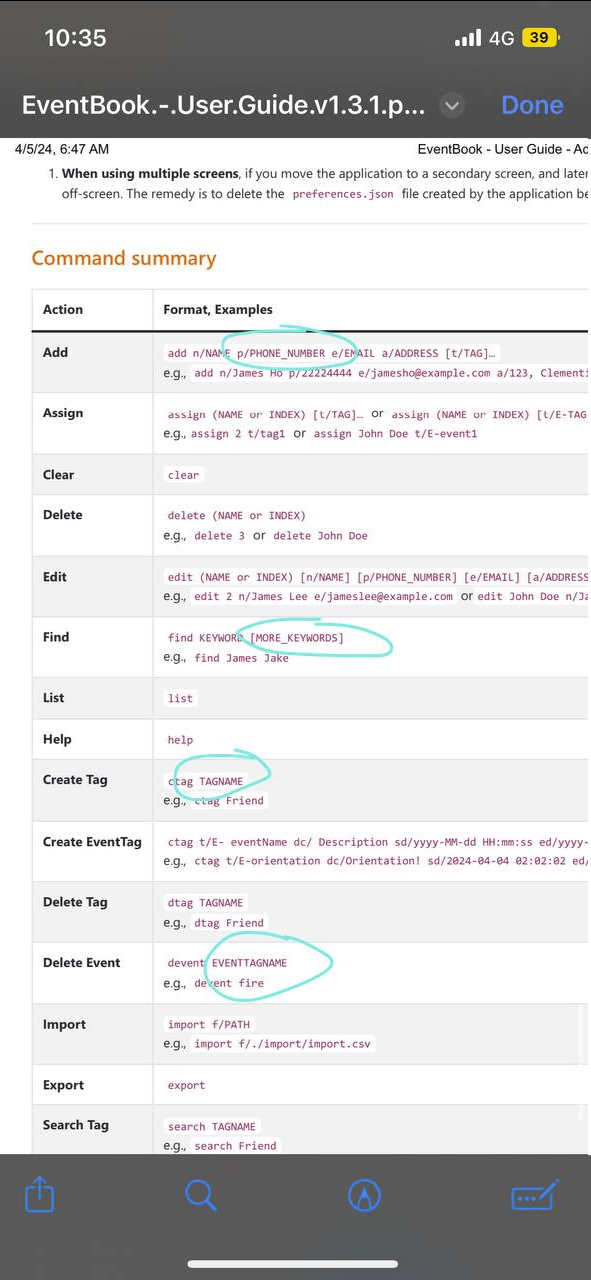 10:35
4G
39
EventBook.-.User.Guide.v1.3.1.p...
Done
4/5/24, 6:47 AM
EventBook - User Guide - Ad
1. When using multiple screens, if you move the application to a secondary screen, and later
off-screen. The remedy is to delete the preferences.json file created by the application be
Command summary
Action
Format, Examples
Add
add n/NAME p/PHONE_NUMBER e/EMAIL a/ADDRESS [t/TAG]…
e.g., add n/James Ho p/22224444 e/jamesho@example.com a/123, Clementi
Assign
assign (NAME or INDEX) [t/TAG]… or assign (NAME or INDEX) [t/E-TAG
e.g., assign 2 t/tag1 or assign John Doe t/E-event1
Clear
clear
Delete
delete (NAME or INDEX)
e.g., delete 3 or delete John Doe
Edit
edit (NAME or INDEX) [n/NAME] [p/PHONE_NUMBER] [e/EMAIL] [a/ADDRESS
e.g., edit 2 n/James Lee e/jameslee@example.com or edit John Doe n/Ja
Find
find KEYWORD [MORE_KEYWORDS]
e.g., find James Jake
List
list
Help
help
Create Tag
ctag TAGNAME
e.g., ctag Friend
Create EventTag
ctag t/E- eventName dc/ Description sd/yyyy-MM-dd HH:mm:ss ed/yyyy-
e.g., ctag t/E-orientation dc/Orientation! sd/2024-04-04 02:02:02 ed/
Delete Tag
dtag TAGNAME
e.g., dtag Friend
Delete Event
devent EVENTTAGNAME
e.g., devent fire
Import
import f/PATH
e.g., import f/./import/import.csv
Export
export
Search Tag
search TAGNAME
e.g., search Friend